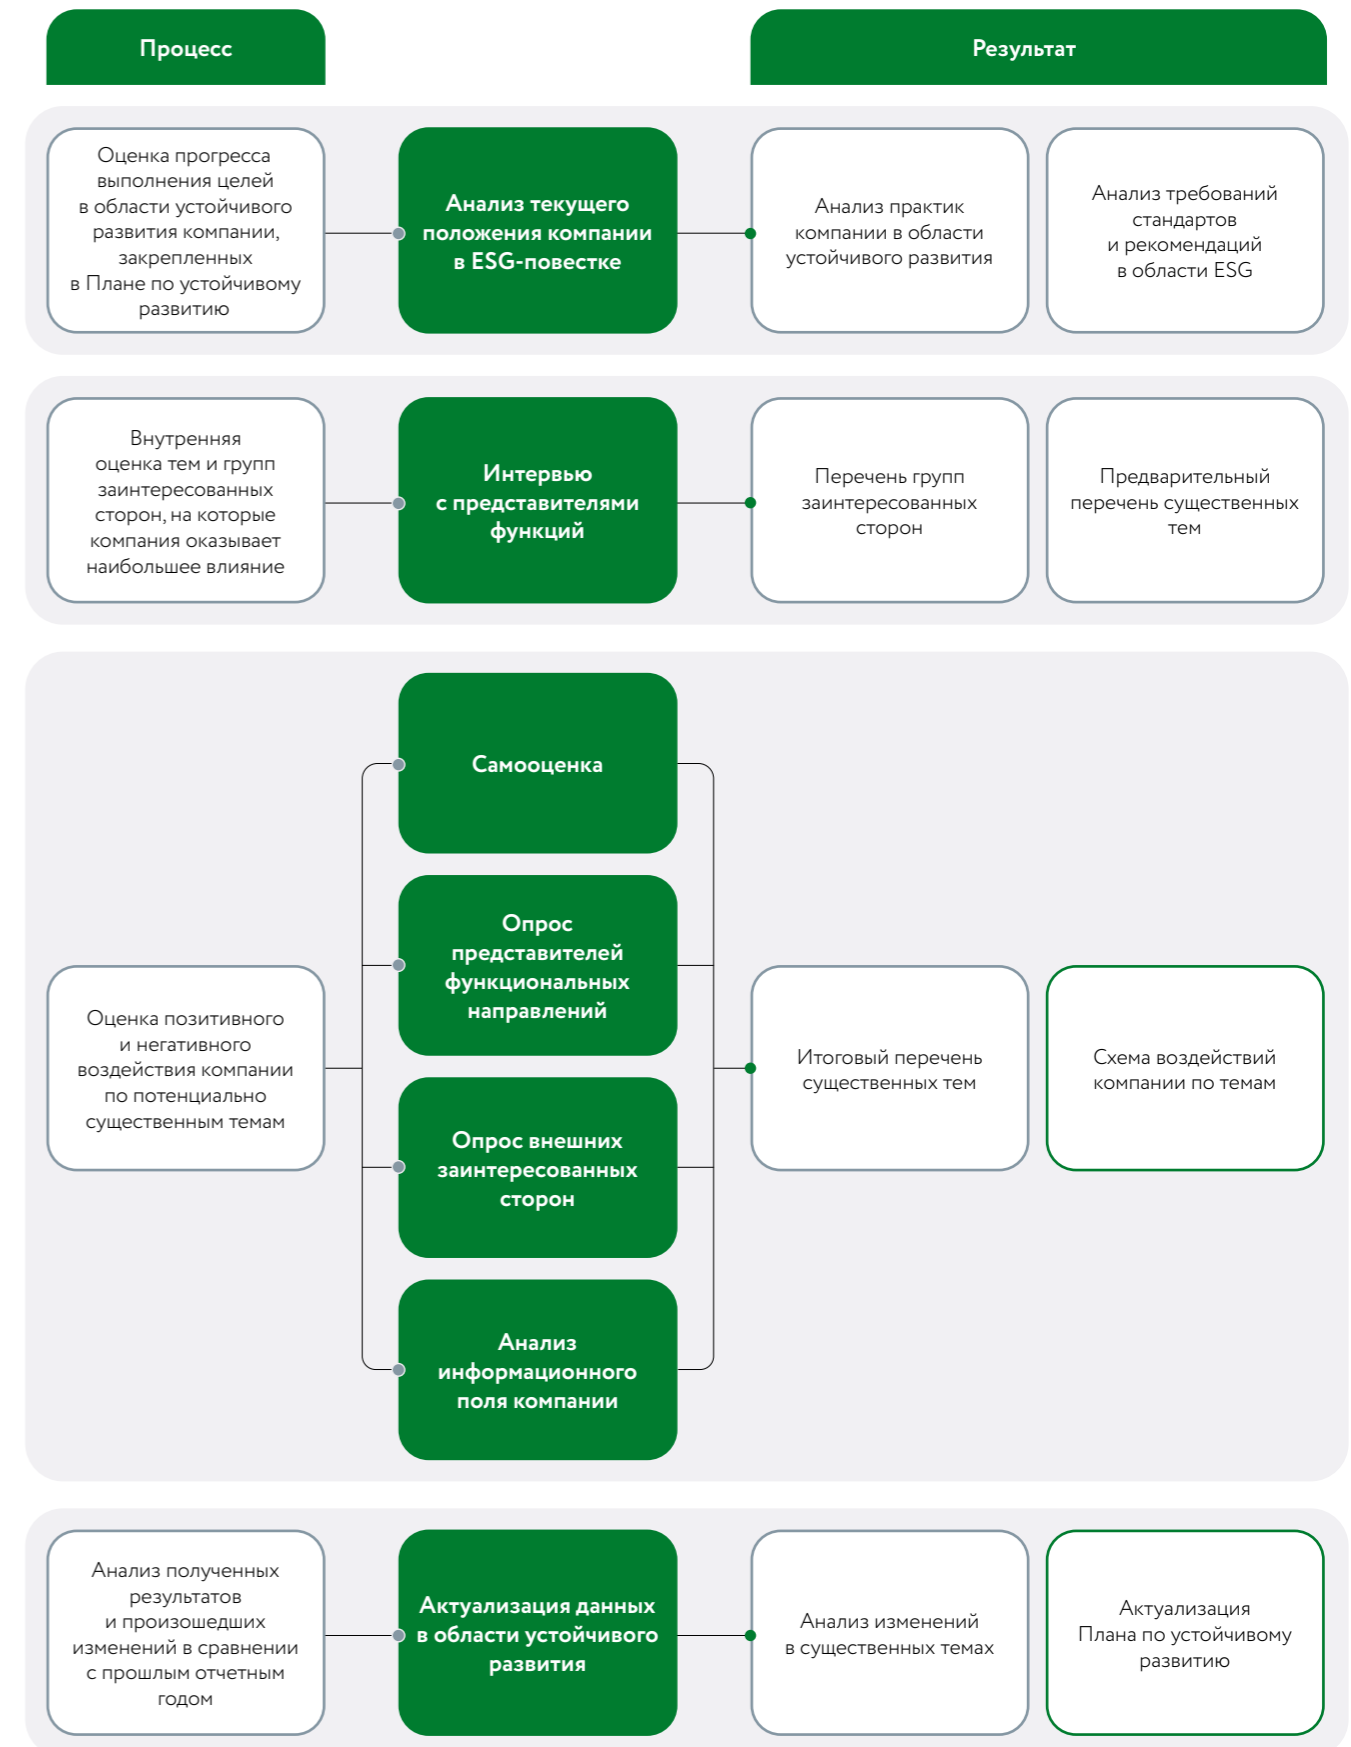 Процесс
Результат
Оценка прогресса
выполнения целей
в области устойчивого
развития компании,
закрепленных
в Плане по устойчивому
развитию
Анализ текущего
положения компании
в ESG-повестке
Анализ практик
компании в области
устойчивого развития
Анализ требований
стандартов
и рекомендаций
в области ESG
Внутренняя
оценка тем и групп
заинтересованных
сторон, на которые
компания оказывает
наибольшее влияние
Интервью
с представителями
функций
Перечень групп
заинтересованных
сторон
Предварительный
перечень существенных
тем
Оценка позитивного
и негативного
воздействия компании
по потенциально
существенным темам
Самооценка
Опрос
представителей
функциональных
направлений
Опрос внешних
заинтересованных
сторон
Анализ
информационного
поля компании
Итоговый перечень
существенных тем
Схема воздействий
компании по темам
Анализ полученных
результатов
и произошедших
изменений в сравнении
с прошлым отчетным
годом
Актуализация данных
в области устойчивого
развития
Анализ изменений
в существенных темах
Актуализация
Плана по устойчивому
развитию